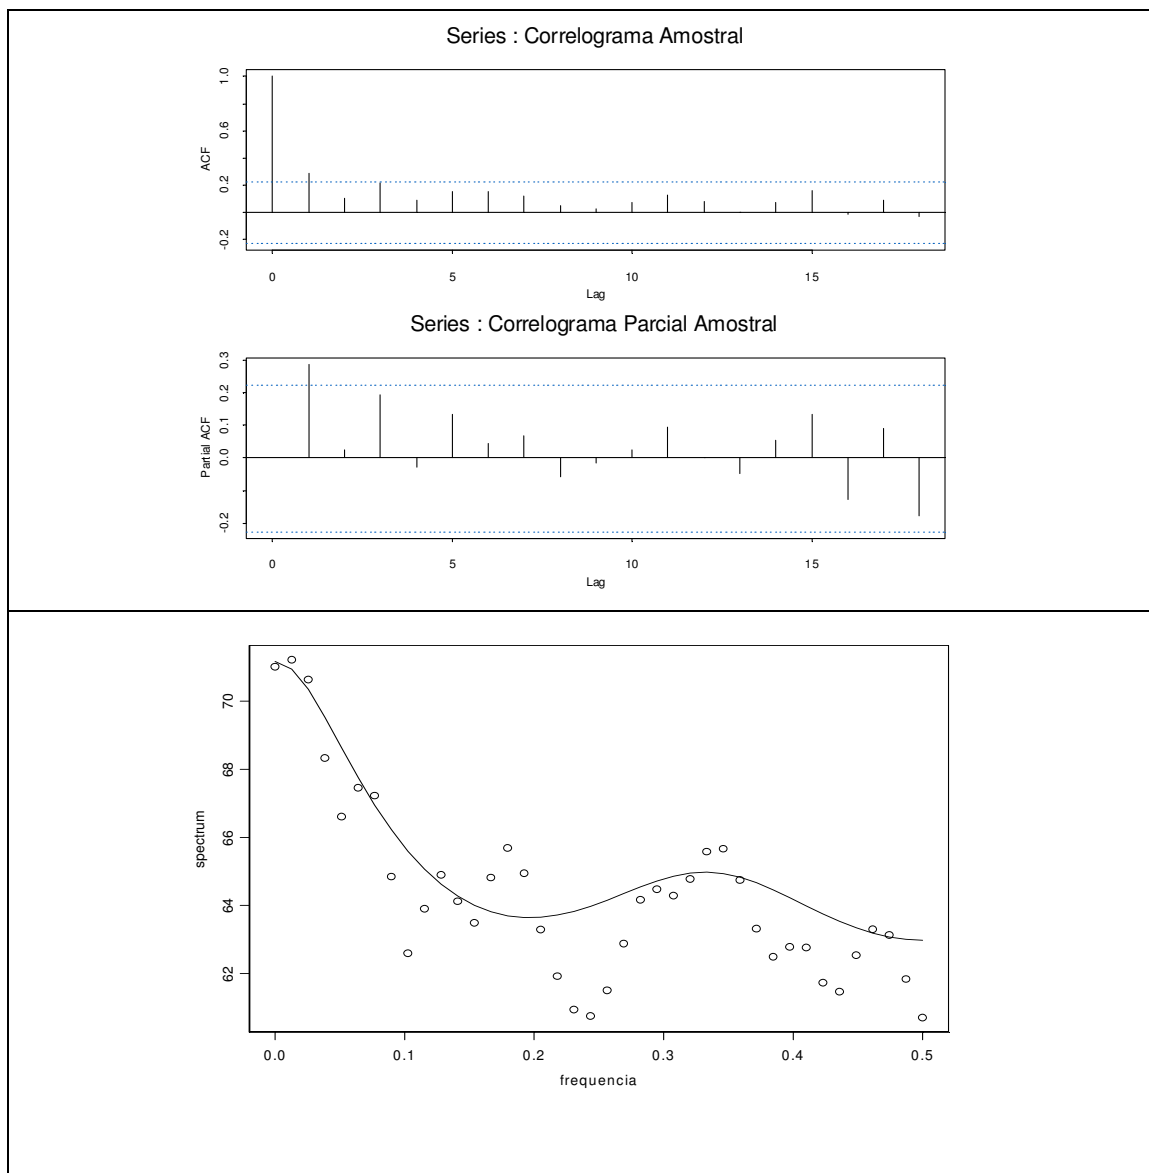 Series : Correlograma Amostral
ACF
1.0
0.6
0.2
-0.2
0 5 10 15
Lag
Series : Correlograma Parcial Amostral
Partial ACF
0.3
0.2
0.1
0.0
-0.2
0 5 10 15
Lag
spectrum
70
68
66
64
62
0.0 0.1 0.2 0.3 0.4 0.5
frequencia